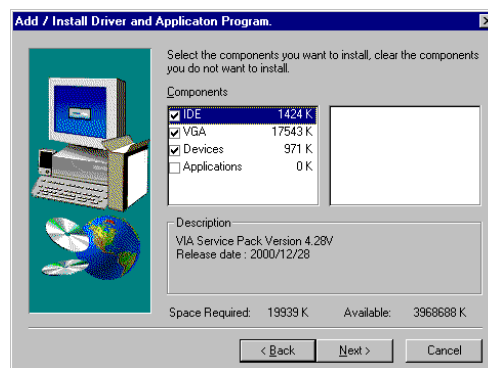 Add / Install Driver and Applicaton Program.
Select the components you want to install, clear the components
you do not want to install.
Components
IDE 1424 K
VGA 17543 K
Devices 971 K
Applications 0 K
Description
VIA Service Pack Version 4.28V
Release date : 2000/12/28
Space Required: 19939 K Available: 3968688 K
< Back Next > Cancel